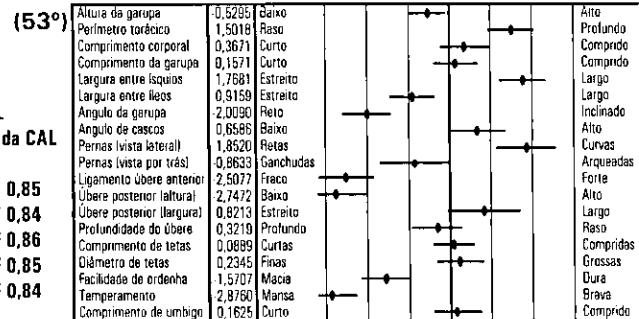 (53º)
da CAL
0,85
0,84
0,86
0,85
0,84
Altura da garupa -0,5295 Baixo Alto
Perímetro torácico 1,5018 Raso Profundo
Comprimento corporal 0,3671 Curto Comprido
Comprimento da garupa 0,1571 Curto Comprido
Largura entre ísquios 1,7681 Estreito Largo
Largura entre íleos 0,9159 Estreito Largo
Angulo da garupa -2,0090 Reto Inclinado
Angulo de cascos 0,6586 Baixo Alto
Pernas (vista lateral) 1,8520 Retas Curvas
Pernas (vista por trás) -0,8633 Ganchudas Arqueadas
Ligamento úbere anterior -2,5077 Fraco Forte
Úbere posterior (altura) -2,7472 Baixo Alto
Úbere posterior (largura) 0,8213 Estreito Largo
Profundidade do úbere 0,3219 Profundo Raso
Comprimento de tetas 0,0889 Curtas Compridas
Diâmetro de tetas 0,2345 Finas Grossas
Facilidade de ordenha -1,5707 Macia Dura
Temperamento -2,8760 Mansa Brava
Comprimento de umbigo 0,1625 Curto Comprido